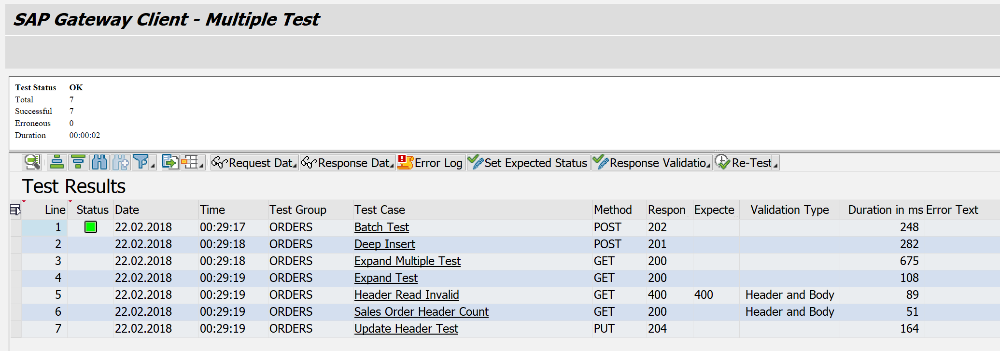 SAP Gateway Client - Multiple Test
Test Status OK
Total 7
Successful 7
Erroneous 0
Duration 00:00:02
Request Dat Response Dat Error Log Set Expected Status Response Validatio Re-Test
Test Results
Line Status Date Time Test Group Test Case Method Respon Expecte Validation Type Duration in ms Error Text
1 22.02.2018 00:29:17 ORDERS Batch Test POST 202 248
2 22.02.2018 00:29:18 ORDERS Deep Insert POST 201 282
3 22.02.2018 00:29:18 ORDERS Expand Multiple Test GET 200 675
4 22.02.2018 00:29:19 ORDERS Expand Test GET 200 108
5 22.02.2018 00:29:19 ORDERS Header Read Invalid GET 400 400 Header and Body 89
6 22.02.2018 00:29:19 ORDERS Sales Order Header Count GET 200 Header and Body 51
7 22.02.2018 00:29:19 ORDERS Update Header Test PUT 204 164